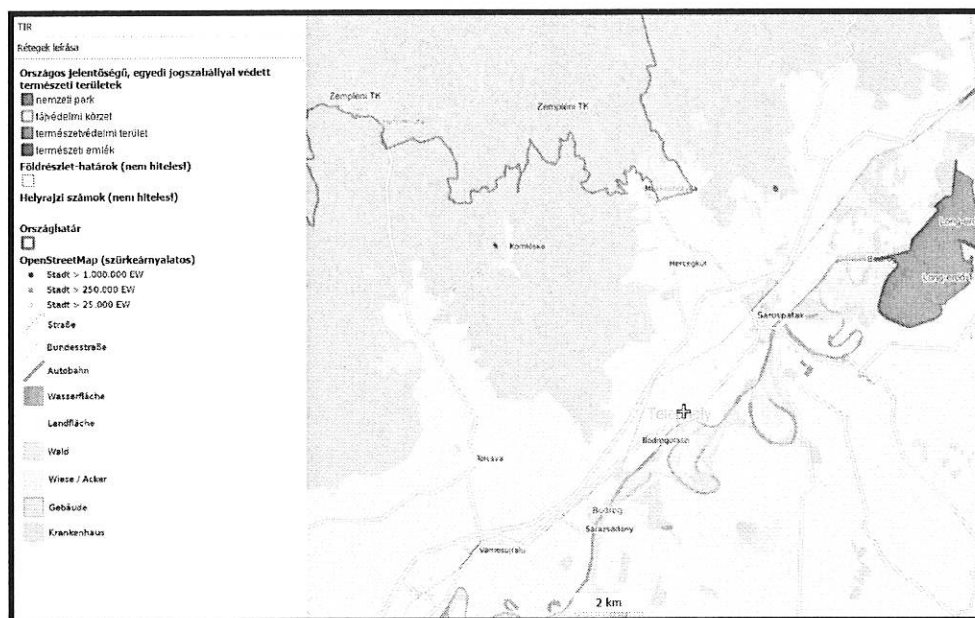 TIR
Rétegek leírása
Országos jelentőségű, egyedi jogszabállyal védett
természeti területek
nemzeti park
tájvédelmi körzet
természetvédelmi terület
természeti emlék
Földrészlet-határok (nem hiteles!)
Helyrajzi számok (nem hiteles!)
Országhatár
OpenStreetMap (szürkeárnyalatos)
Stadt > 1.000.000 EW
Stadt > 250.000 EW
Stadt > 25.000 EW
Straße
Bundesstraße
Autobahn
Wasserfläche
Landfläche
Wald
Wiese / Acker
Gebäude
Krankenhaus
Zempléni TK
Zempléni TK
Komlóska
Hercegkút
Sárospatak
Telephely
Bodrogolaszi
Tolcsva
Bodrog
Sárazsadány
Vámosújfalu
2 km